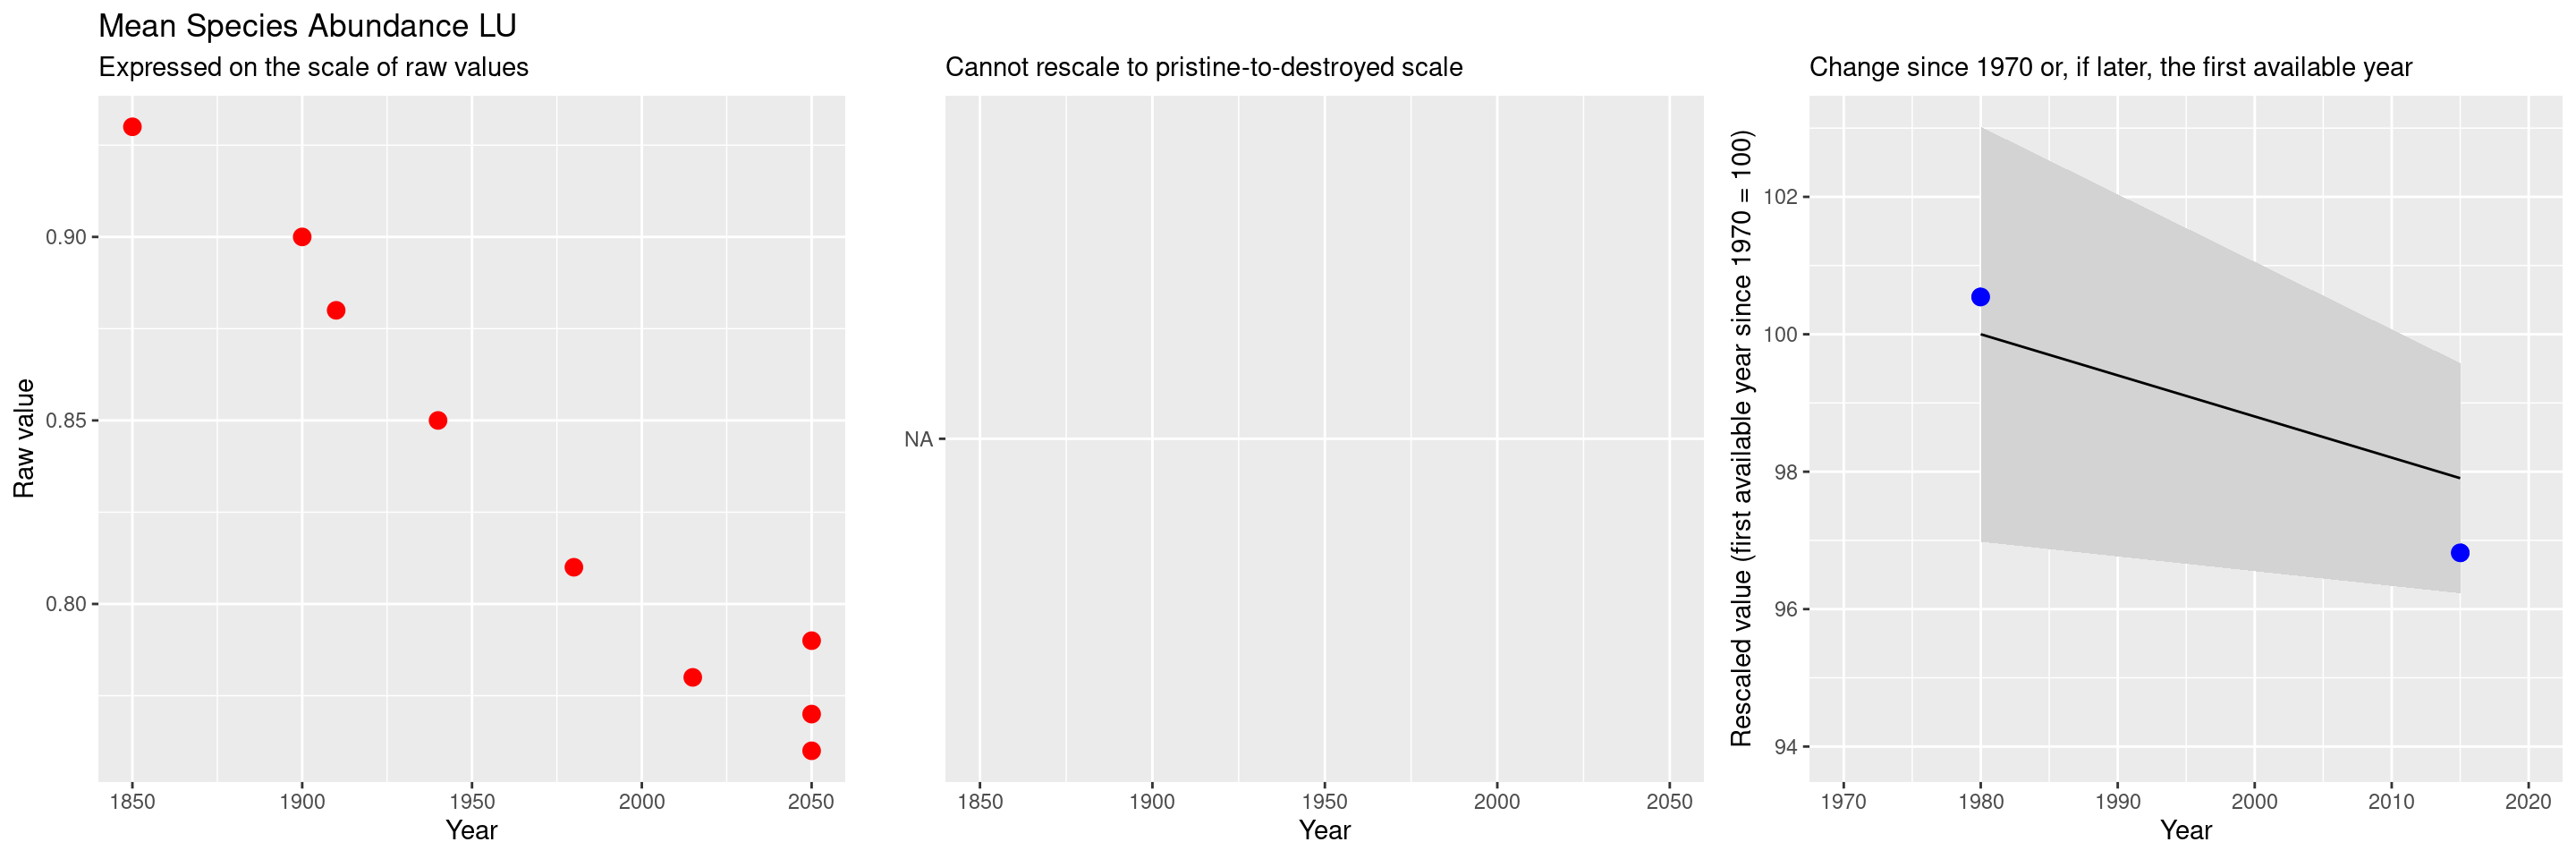 Mean Species Abundance LU
Expressed on the scale of raw values
Raw value
0.90
0.85
0.80
1850 1900 1950 2000 2050
Year
Cannot rescale to pristine-to-destroyed scale
NA
1850 1900 1950 2000 2050
Year
Change since 1970 or, if later, the first available year
Rescaled value (first available year since 1970 = 100)
102
100
98
96
94
1970 1980 1990 2000 2010 2020
Year